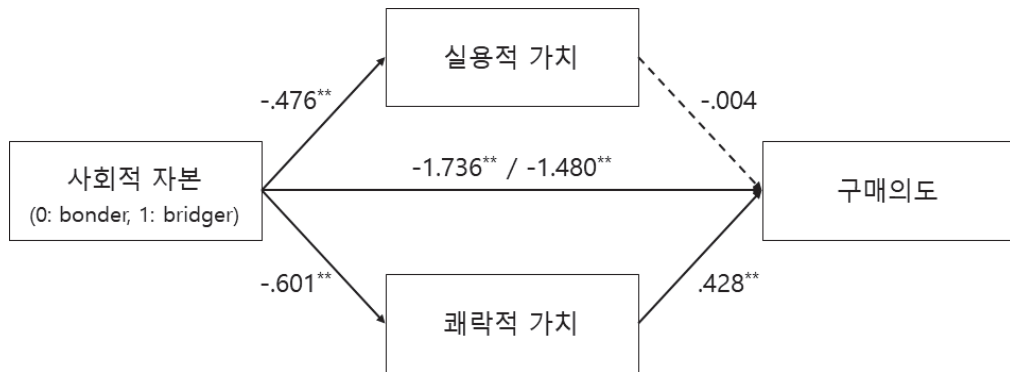 실용적 가치
-.476**
-.004
사회적 자본
(0: bonder, 1: bridger)
-1.736** / -1.480**
구매의도
-.601**
.428**
쾌락적 가치